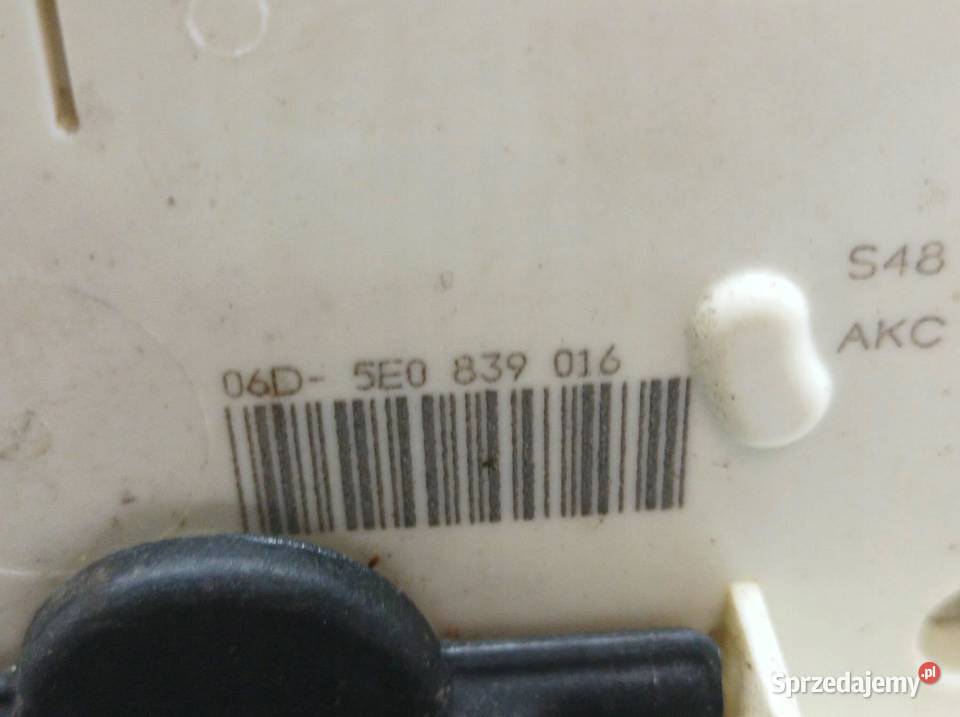 S48
AKC
06D- 5E0 839 016
Sprzedajemy.pl